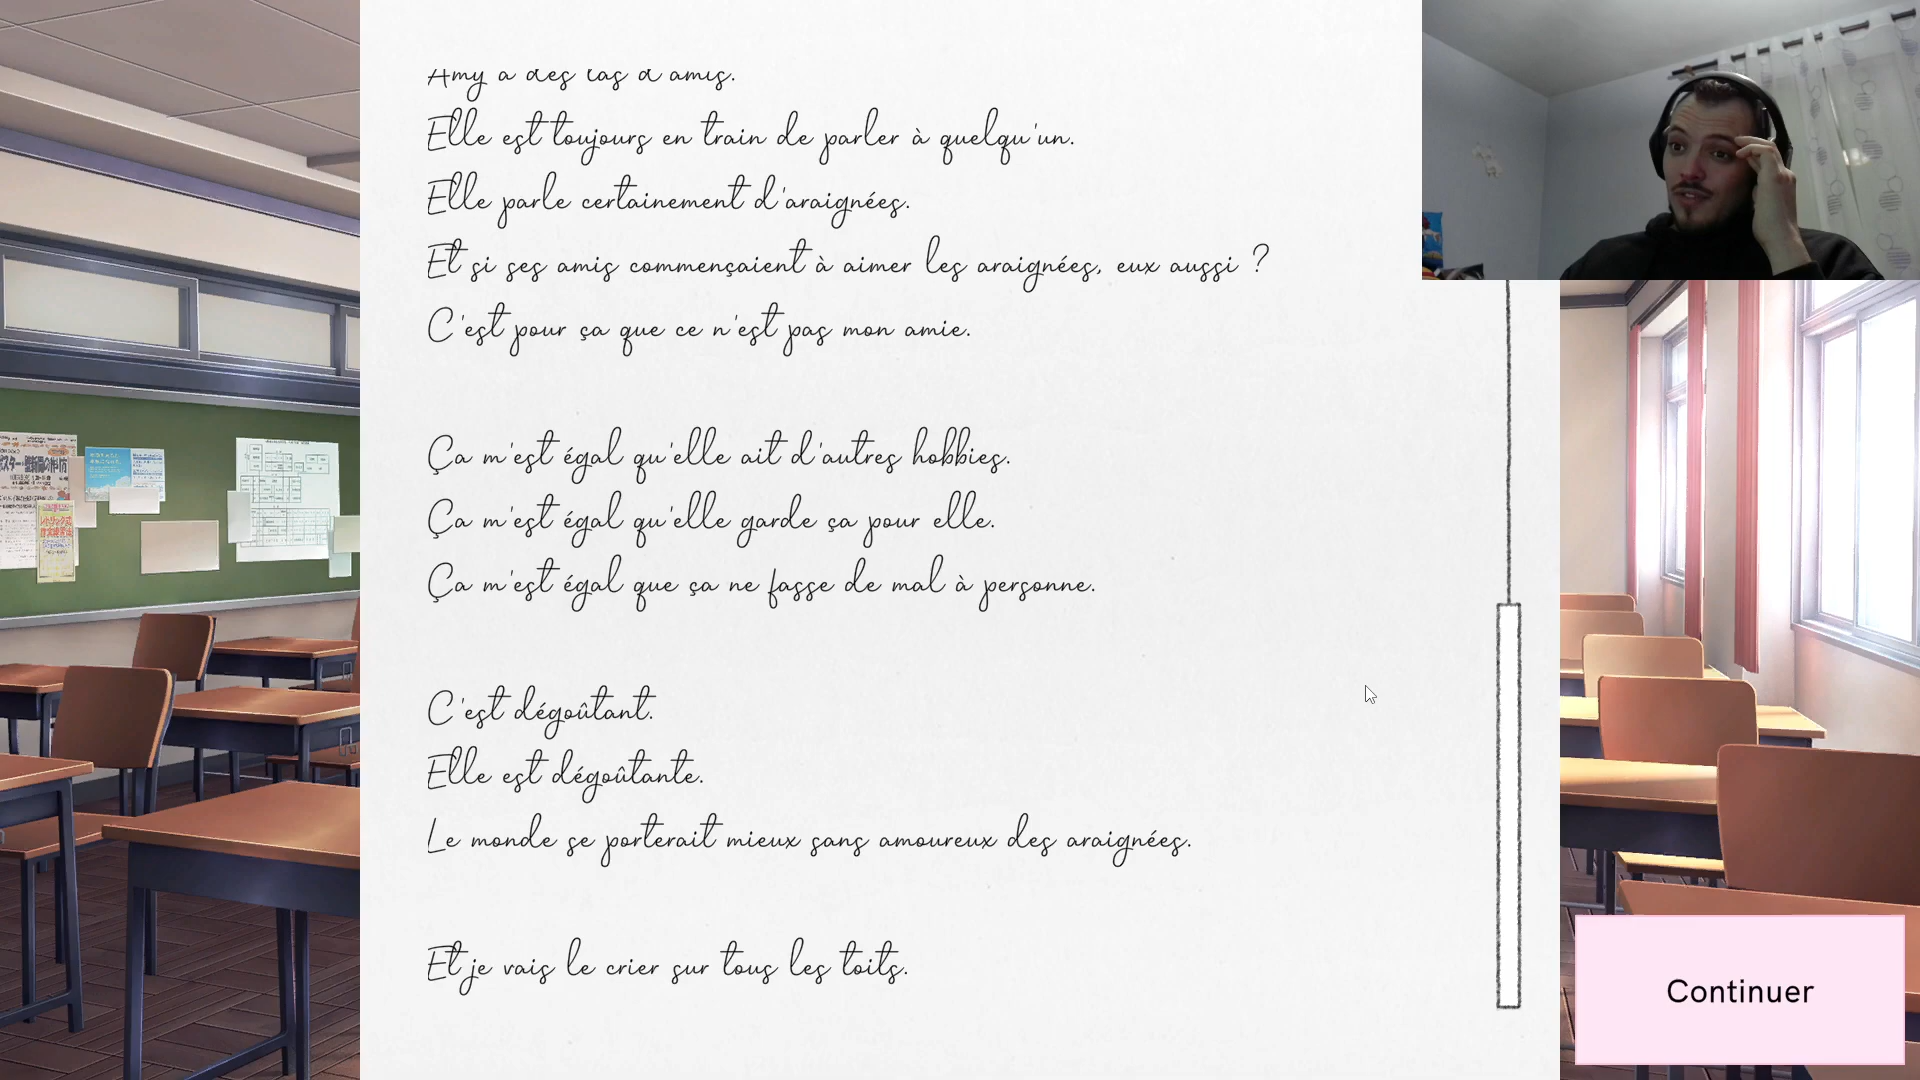 Amy a des tas d'amis.
Elle est toujours en train de parler à quelqu'un.
Elle parle certainement d'araignées.
Et si ses amis commençaient à aimer les araignées, eux aussi ?
C'est pour ça que ce n'est pas mon amie.
Ça m'est égal qu'elle ait d'autres hobbies.
Ça m'est égal qu'elle garde ça pour elle.
Ça m'est égal que ça ne fasse de mal à personne.
C'est dégoûtant.
Elle est dégoûtante.
Le monde se porterait mieux sans amoureux des araignées.
Et je vais le crier sur tous les toits.
Continuer